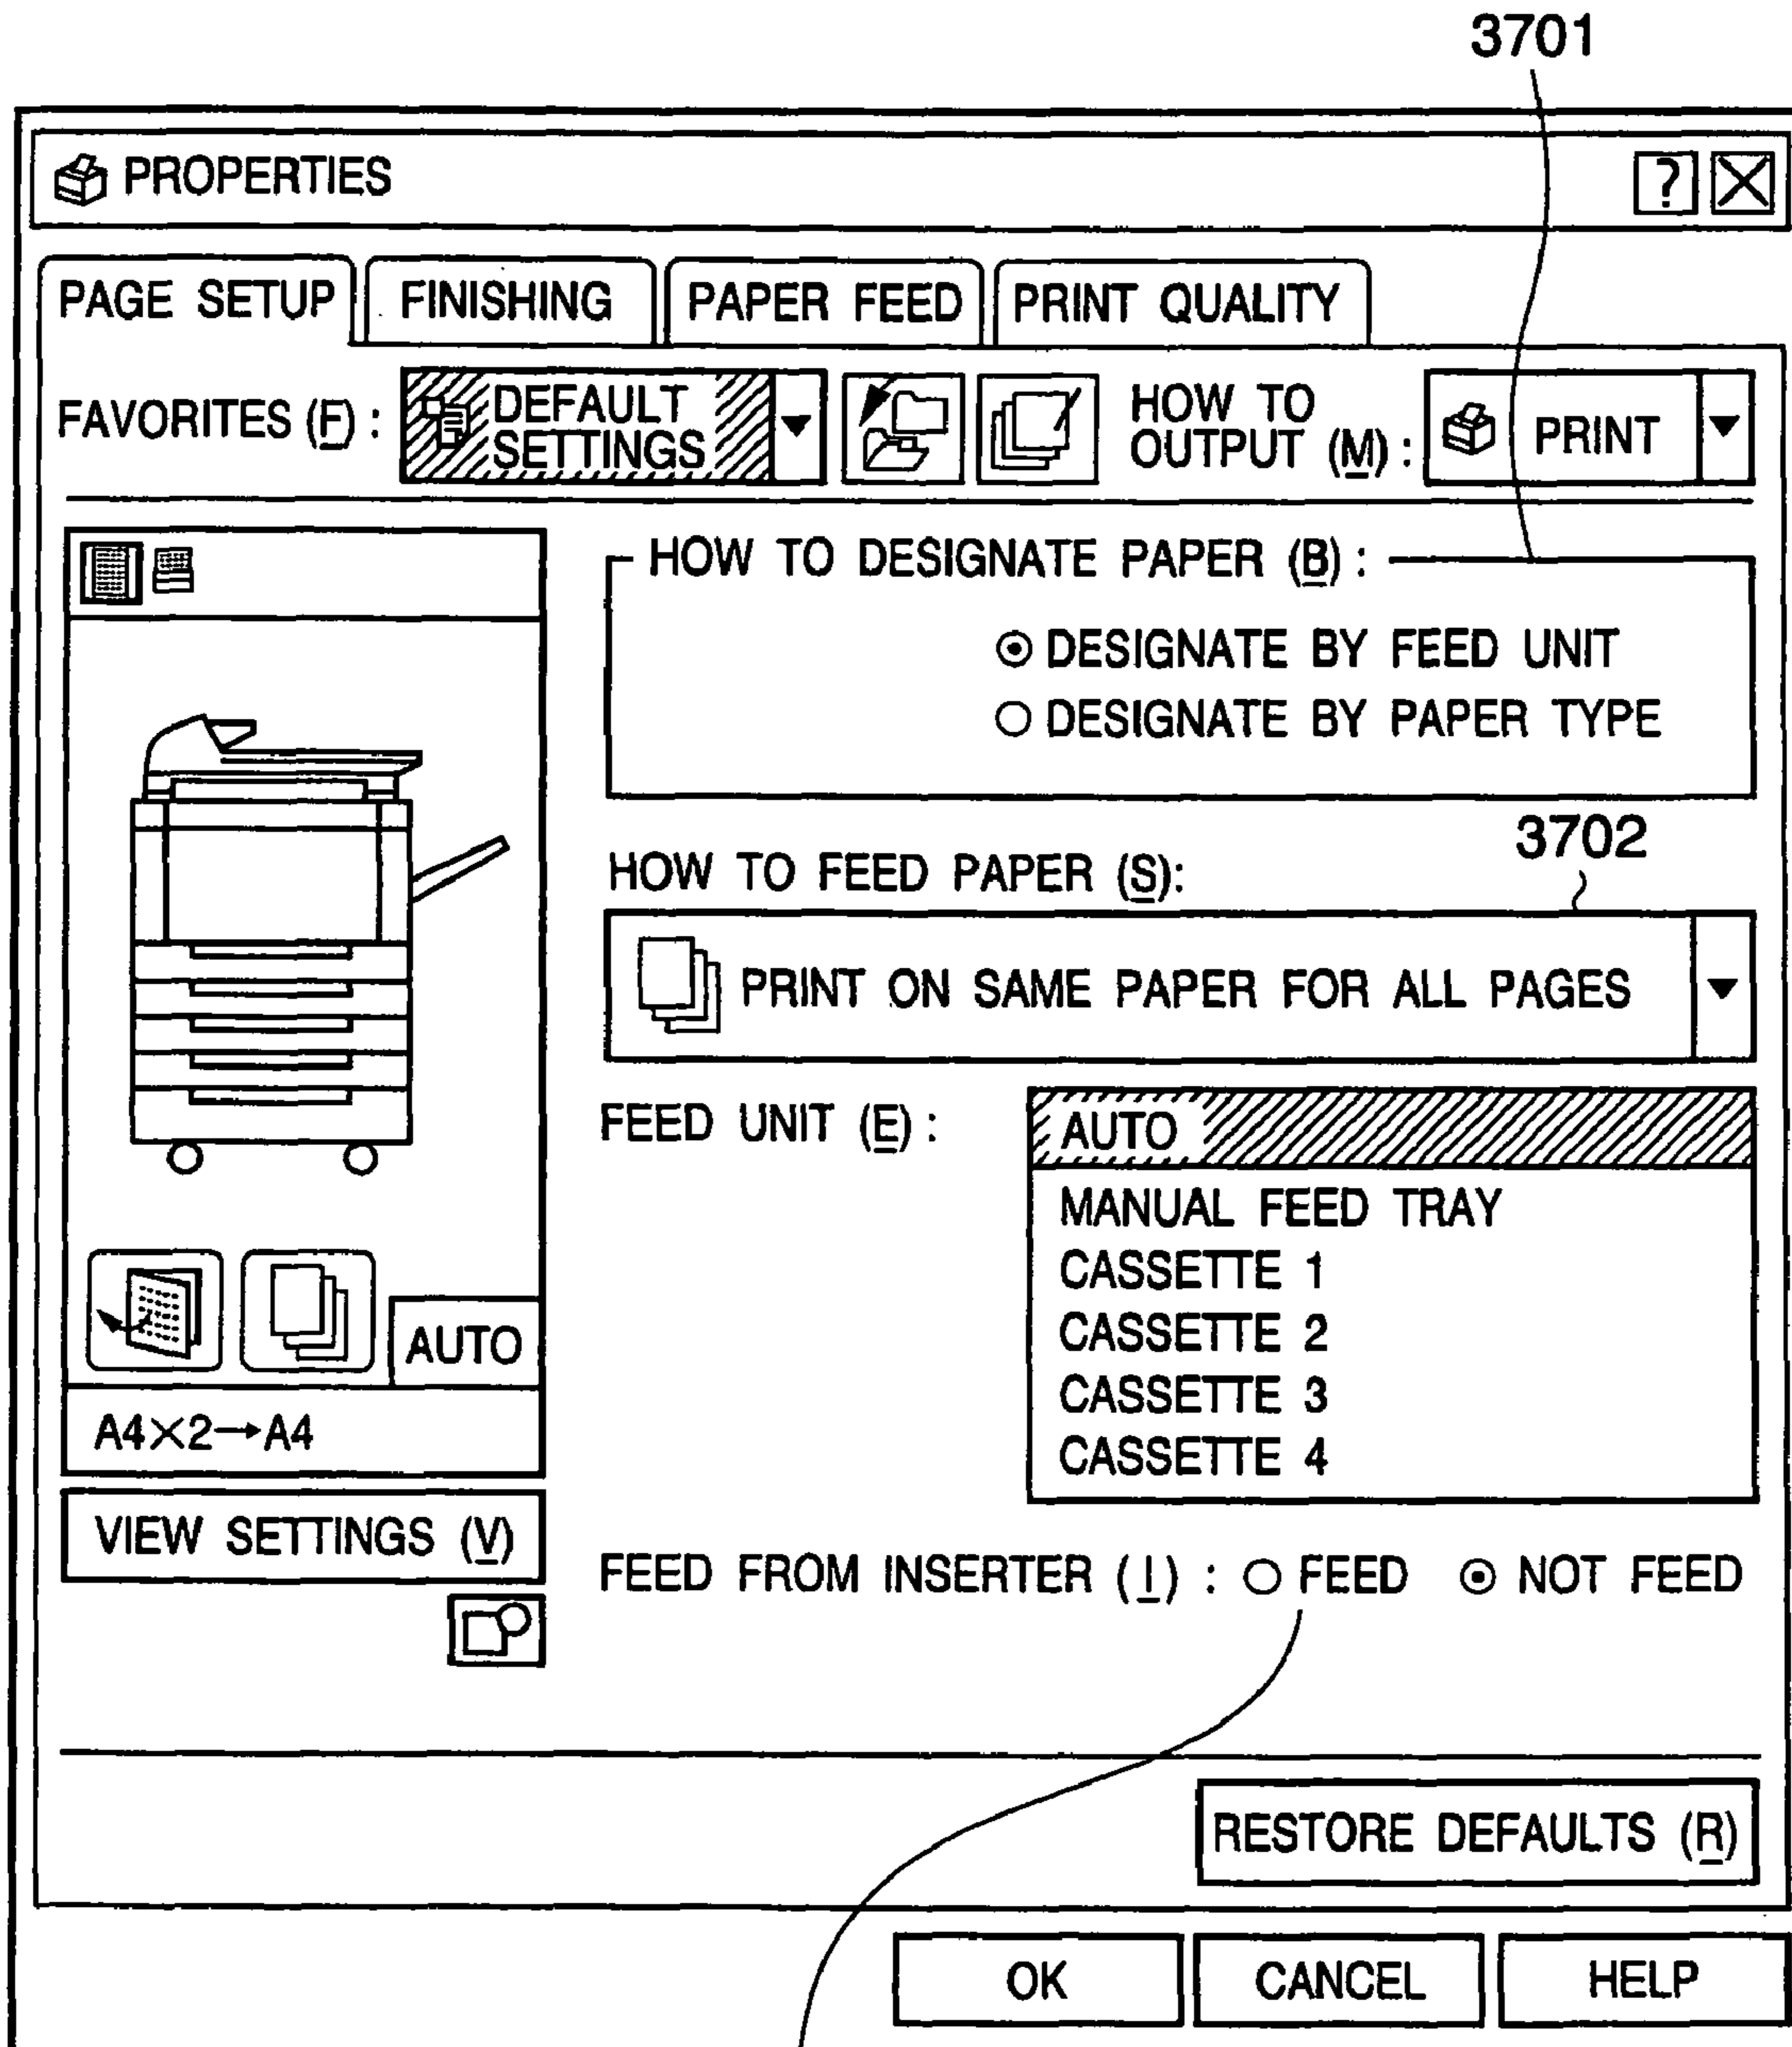 3701
PROPERTIES
?
PAGE SETUP
FINISHING
PAPER FEED
PRINT QUALITY
FAVORITES (F) :
DEFAULT
SETTINGS
HOW TO
OUTPUT (M) :
PRINT
HOW TO DESIGNATE PAPER (B) :
DESIGNATE BY FEED UNIT
DESIGNATE BY PAPER TYPE
3702
HOW TO FEED PAPER (S):
PRINT ON SAME PAPER FOR ALL PAGES
FEED UNIT (E) :
AUTO
MANUAL FEED TRAY
CASSETTE 1
CASSETTE 2
CASSETTE 3
CASSETTE 4
AUTO
A4×2→A4
VIEW SETTINGS (V)
FEED FROM INSERTER (I) : FEED NOT FEED
RESTORE DEFAULTS (R)
OK
CANCEL
HELP